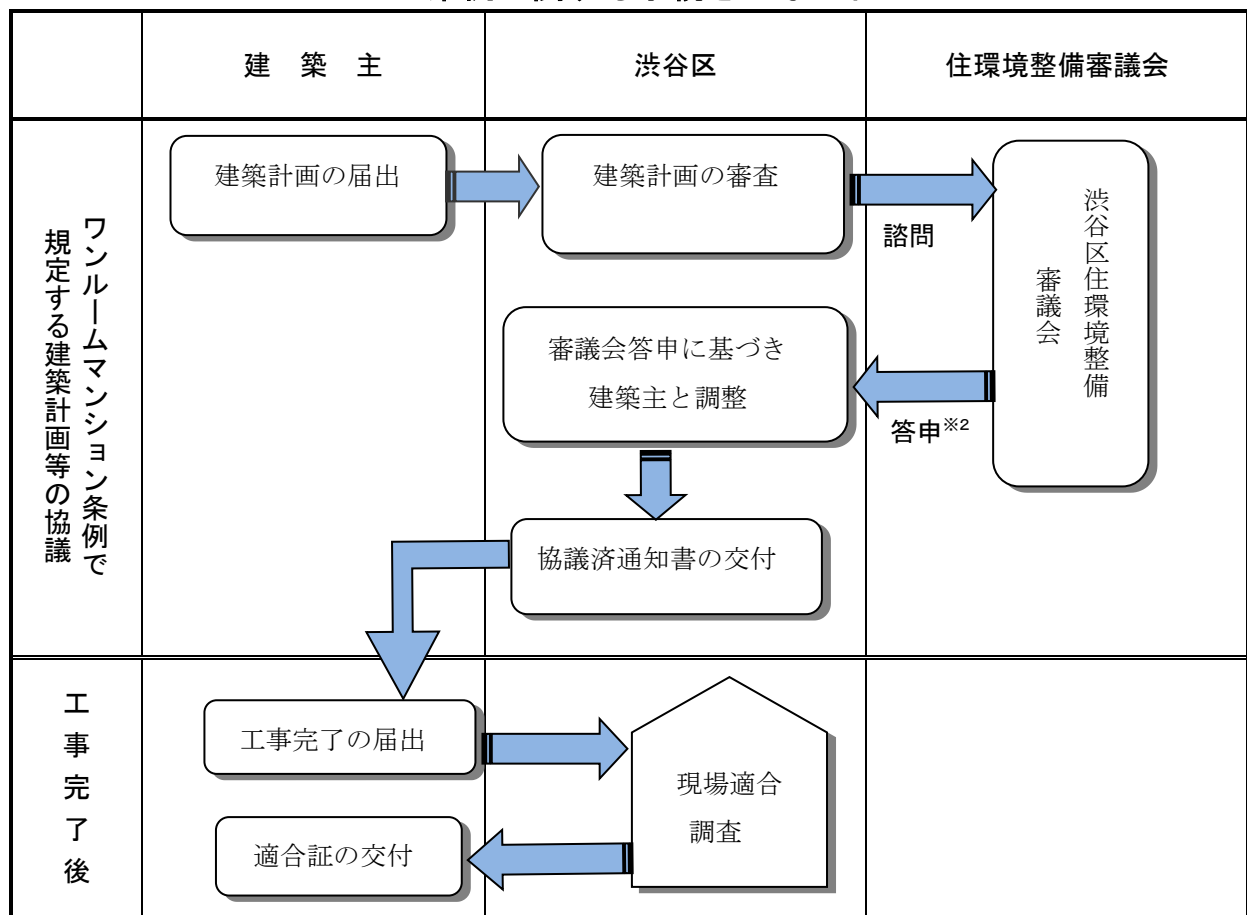 建　築　主
渋谷区
住環境整備審議会
ワンルームマンション条例で
規定する建築計画等の協議
建築計画の届出
建築計画の審査
諮問
渋谷区住環境整備
審議会
審議会答申に基づき
建築主と調整
答申※2
協議済通知書の交付
工事完了後
工事完了の届出
現場適合
調査
適合証の交付